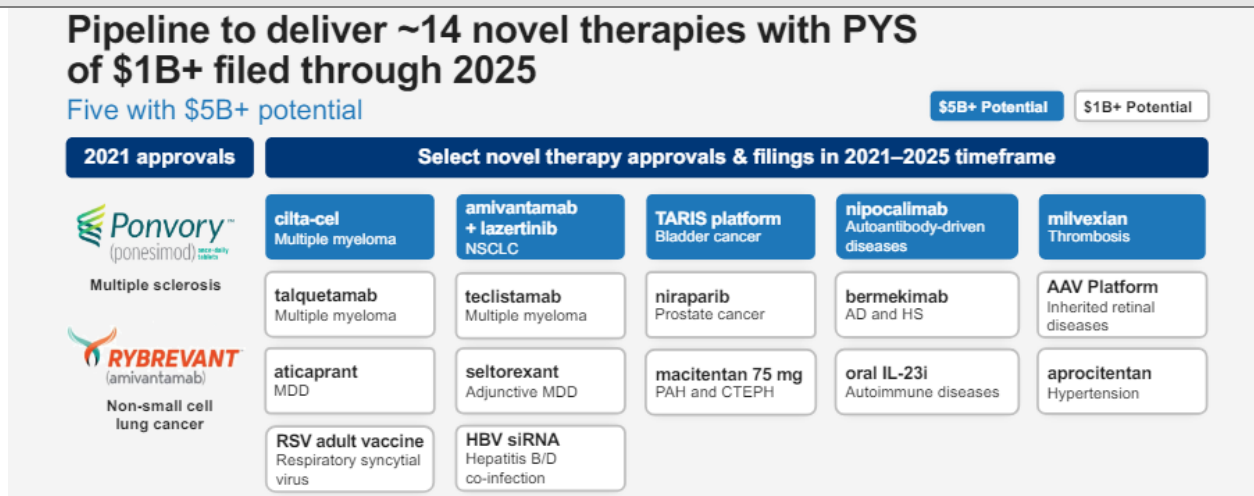 Pipeline to deliver ~14 novel therapies with PYS
of $1B+ filed through 2025
Five with $5B+ potential
$5B+ Potential
$1B+ Potential
2021 approvals
Select novel therapy approvals & filings in 2021–2025 timeframe
Ponvory™
(ponesimod) once-daily
tablets
Multiple sclerosis
RYBREVANT™
(amivantamab)
Non-small cell
lung cancer
cilta-cel
Multiple myeloma
amivantamab
+ lazertinib
NSCLC
TARIS platform
Bladder cancer
nipocalimab
Autoantibody-driven
diseases
milvexian
Thrombosis
talquetamab
Multiple myeloma
teclistamab
Multiple myeloma
niraparib
Prostate cancer
bermekimab
AD and HS
AAV Platform
Inherited retinal
diseases
aticaprant
MDD
seltorexant
Adjunctive MDD
macitentan 75 mg
PAH and CTEPH
oral IL-23i
Autoimmune diseases
aprocitentan
Hypertension
RSV adult vaccine
Respiratory syncytial
virus
HBV siRNA
Hepatitis B/D
co-infection